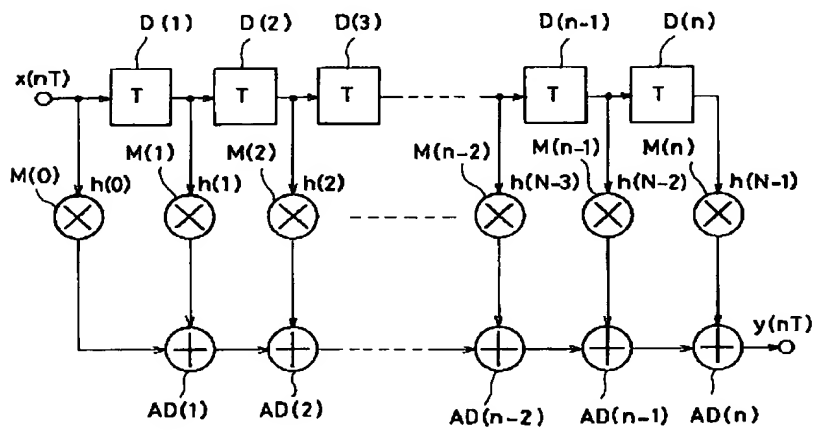 D(1) D(2) D(3) D(n-1) D(n)
x(nT)
T T T T T
M(0) M(1) M(2) M(n-2) M(n-1) M(n)
h(0) h(1) h(2) h(N-3) h(N-2) h(N-1)
y(nT)
AD(1) AD(2) AD(n-2) AD(n-1) AD(n)